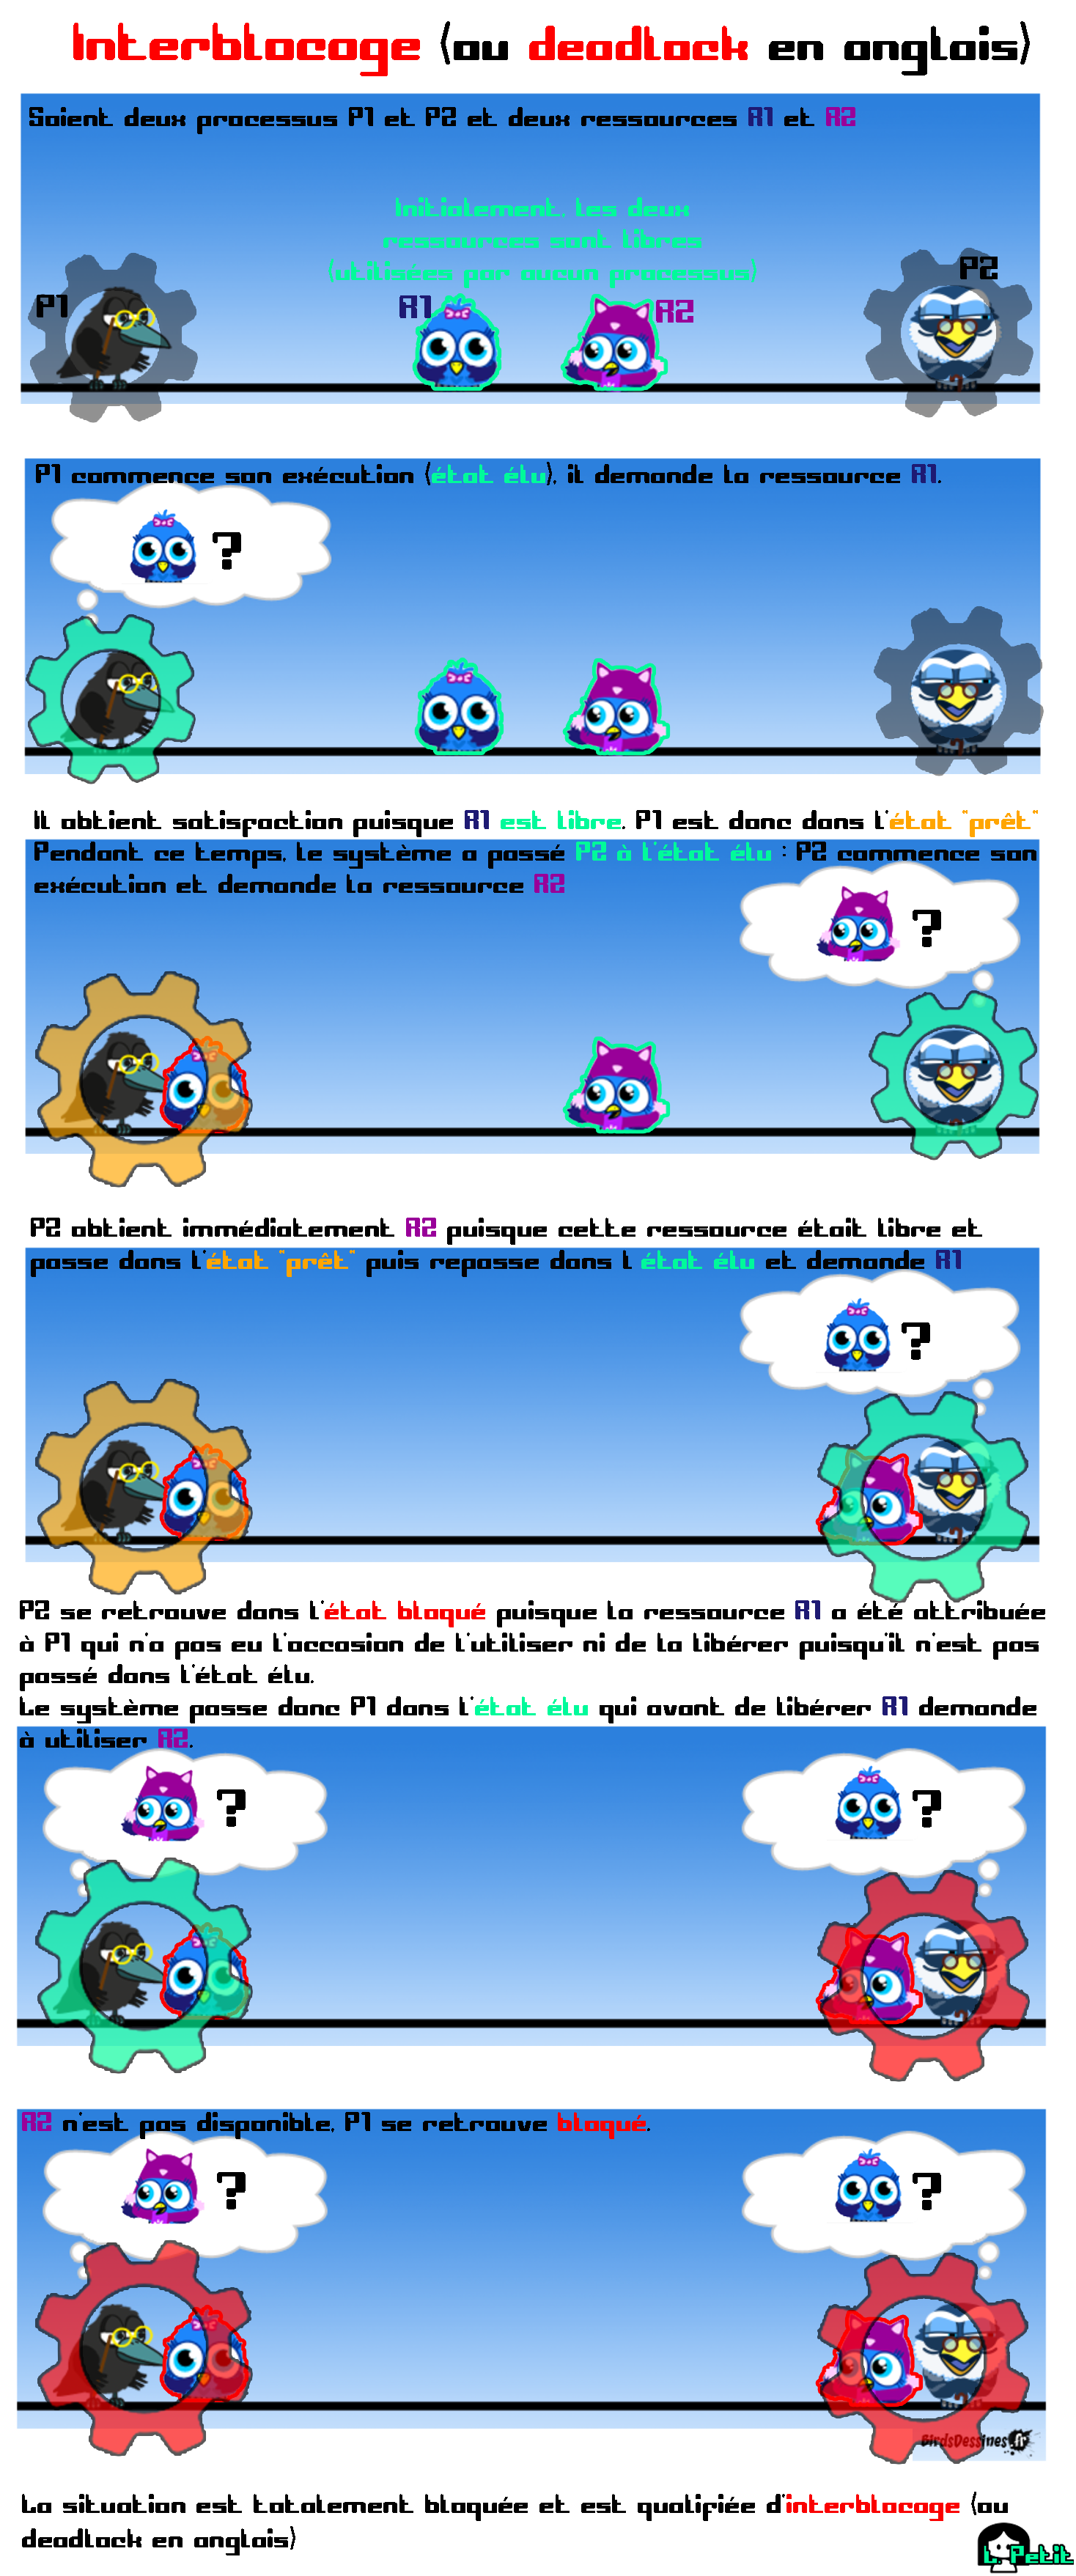 Interblocage (ou deadlock en anglais)
Soient deux processus P1 et P2 et deux ressources R1 et R2
Initialement, les deux
ressources sont libres
(utilisées par aucun processus)
P1
R1
R2
P2
P1 commence son exécution (état élu), il demande la ressource R1.
?
Il obtient satisfaction puisque R1 est libre. P1 est donc dans l'état "prêt"
Pendant ce temps, le système a passé P2 à l'état élu : P2 commence son
exécution et demande la ressource R2
?
P2 obtient immédiatement R2 puisque cette ressource était libre et
passe dans l'état "prêt" puis repasse dans l état élu et demande R1
?
P2 se retrouve dans l'état bloqué puisque la ressource R1 a été attribuée
à P1 qui n'a pas eu l'occasion de l'utiliser ni de la libérer puisqu'il n'est pas
passé dans l'état élu.
Le système passe donc P1 dans l'état élu qui avant de libérer R1 demande
à utiliser R2.
?
?
R2 n'est pas disponible, P1 se retrouve bloqué.
?
?
BirdsDessines.fr
La situation est totalement bloquée et est qualifiée d'interblocage (ou
deadlock en anglais)
L. Petit